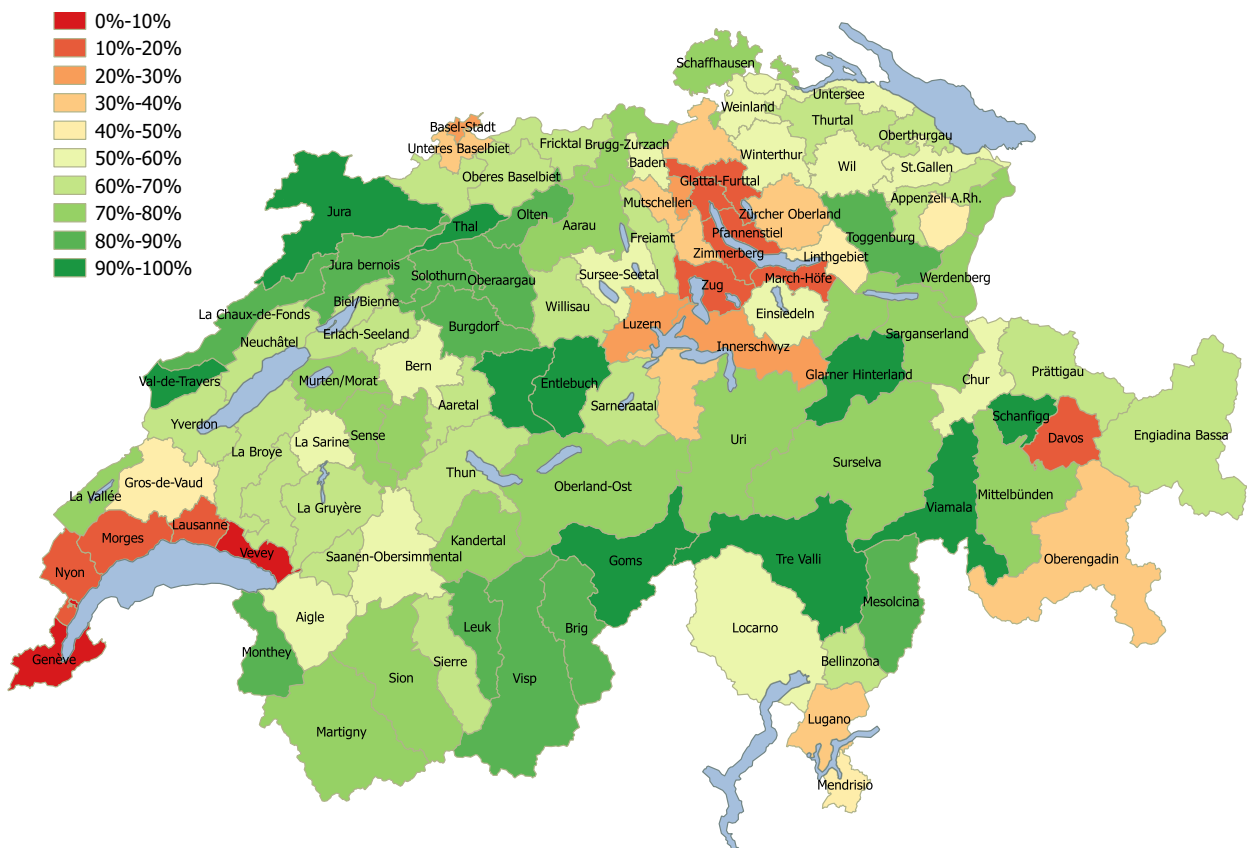 0%-10%
10%-20%
20%-30%
30%-40%
40%-50%
50%-60%
60%-70%
70%-80%
80%-90%
90%-100%
Schaffhausen
Untersee
Weinland
Thurtal
Basel-Stadt
Oberthurgau
Unteres Baselbiet
Fricktal
Brugg-Zurzach
Winterthur
Baden
Wil
St.Gallen
Oberes Baselbiet
Glattal-Furttal
Appenzell A.Rh.
Mutschellen
Jura
Olten
Zürcher Oberland
Thal
Aarau
Pfannenstiel
Freiamt
Toggenburg
Zimmerberg
Linthgebiet
Jura bernois
Solothurn
Oberaargau
Sursee-Seetal
Zug
March-Höfe
Werdenberg
Biel/Bienne
Willisau
La Chaux-de-Fonds
Einsiedeln
Burgdorf
Luzern
Erlach-Seeland
Sarganserland
Neuchâtel
Innerschwyz
Bern
Glarner Hinterland
Prättigau
Val-de-Travers
Murten/Morat
Entlebuch
Chur
Aaretal
Sarneraatal
Schanfigg
Yverdon
La Sarine
Sense
Uri
Davos
Engiadina Bassa
La Broye
Surselva
Thun
Gros-de-Vaud
Oberland-Ost
La Vallée
Mittelbünden
La Gruyère
Viamala
Lausanne
Morges
Kandertal
Vevey
Saanen-Obersimmental
Goms
Tre Valli
Oberengadin
Nyon
Mesolcina
Aigle
Leuk
Brig
Locarno
Monthey
Genève
Sierre
Bellinzona
Sion
Visp
Lugano
Martigny
Mendrisio